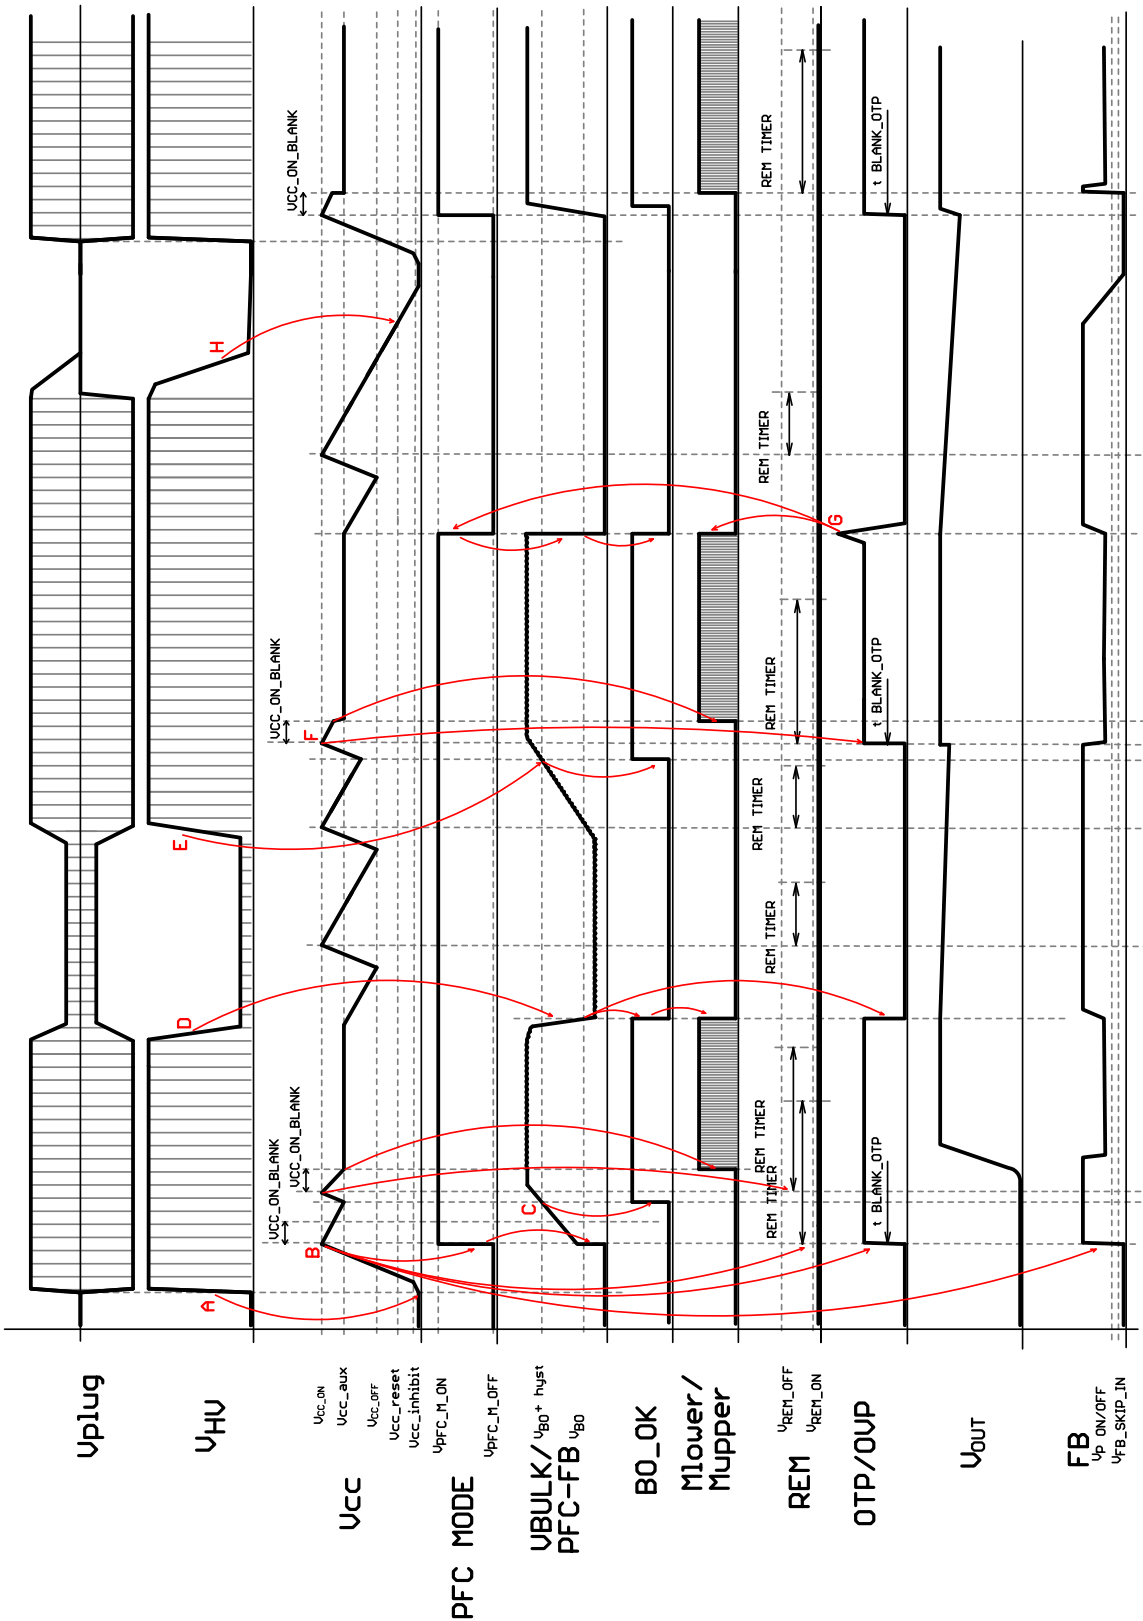 Vplug
VHV
A
D
E
H
VCC_ON_BLANK
VCC_ON_BLANK
VCC_ON_BLANK
VCC_ON_BLANK
B
F
VCC_ON
Vcc_aux
Vcc
VCC_OFF
Vcc_reset
Vcc_inhibit
VPFC_M_ON
PFC MODE
VPFC_M_OFF
VBULK/ VBO+ hyst
PFC-FB VBO
C
BO_OK
Mlower/
Mupper
REM TIMER
REM TIMER
REM TIMER
REM TIMER
REM TIMER
REM TIMER
REM TIMER
VREM_OFF
REM
VREM_ON
G
OTP/OVP
t BLANK_OTP
t BLANK_OTP
t BLANK_OTP
VOUT
FB
VP ON/OFF
VFB_SKIP_IN